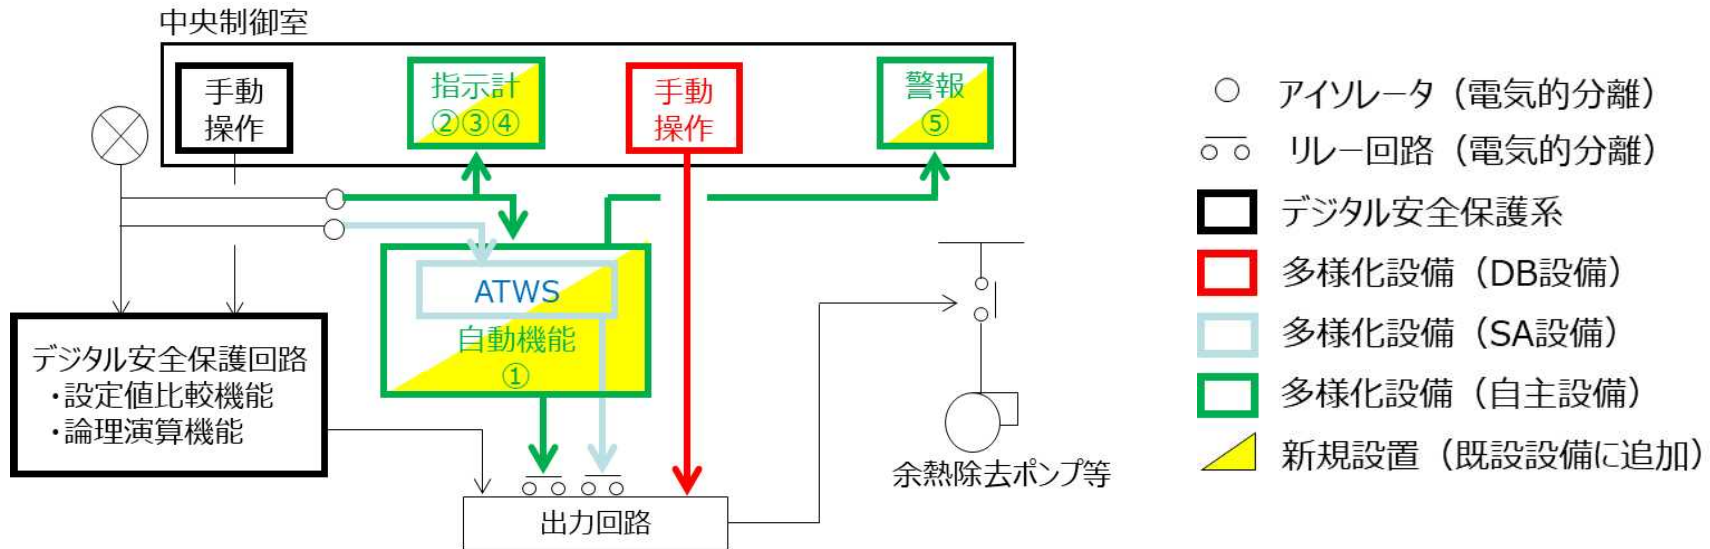 中央制御室
手動
操作
指示計
②③④
手動
操作
警報
⑤
ATWS
自動機能
①
デジタル安全保護回路
・設定値比較機能
・論理演算機能
出力回路
余熱除去ポンプ等
アイソレータ（電気的分離）
リレー回路（電気的分離）
デジタル安全保護系
多様化設備（DB設備）
多様化設備（SA設備）
多様化設備（自主設備）
新規設置（既設設備に追加）